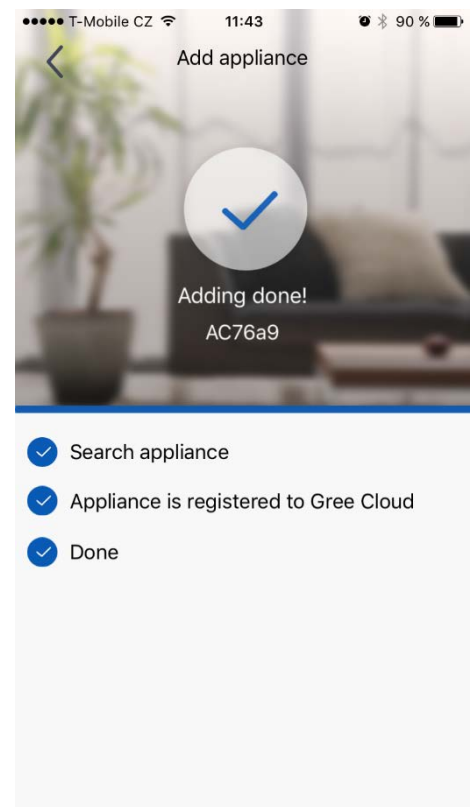 T-Mobile CZ 11:43 90 %
Add appliance
Adding done!
AC76a9
Search appliance
Appliance is registered to Gree Cloud
Done